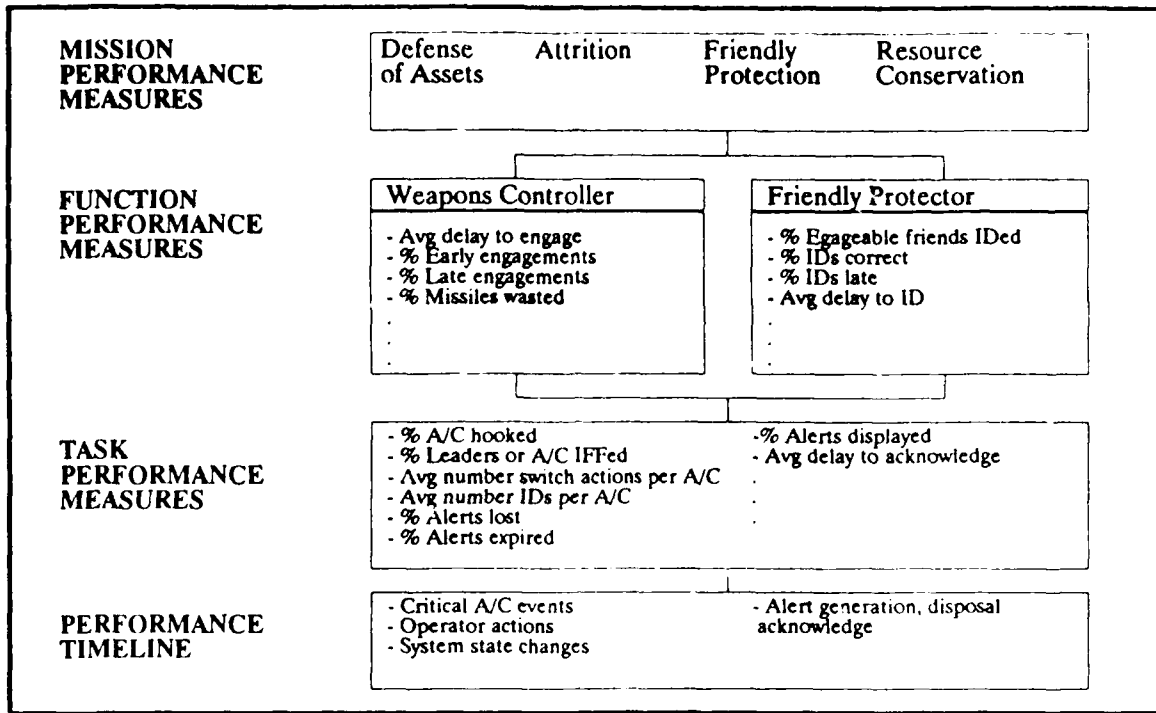 MISSION
PERFORMANCE
MEASURES
Defense
of Assets
Attrition
Friendly
Protection
Resource
Conservation
FUNCTION
PERFORMANCE
MEASURES
Weapons Controller
- Avg delay to engage
- % Early engagements
- % Late engagements
- % Missiles wasted
.
.
.
Friendly Protector
- % Egageable friends IDed
- % IDs correct
- % IDs late
- Avg delay to ID
.
.
.
TASK
PERFORMANCE
MEASURES
- % A/C hooked
- % Leaders or A/C IFFed
- Avg number switch actions per A/C
- Avg number IDs per A/C
- % Alerts lost
- % Alerts expired
-% Alerts displayed
- Avg delay to acknowledge
.
.
.
PERFORMANCE
TIMELINE
- Critical A/C events
- Operator actions
- System state changes
- Alert generation, disposal
acknowledge